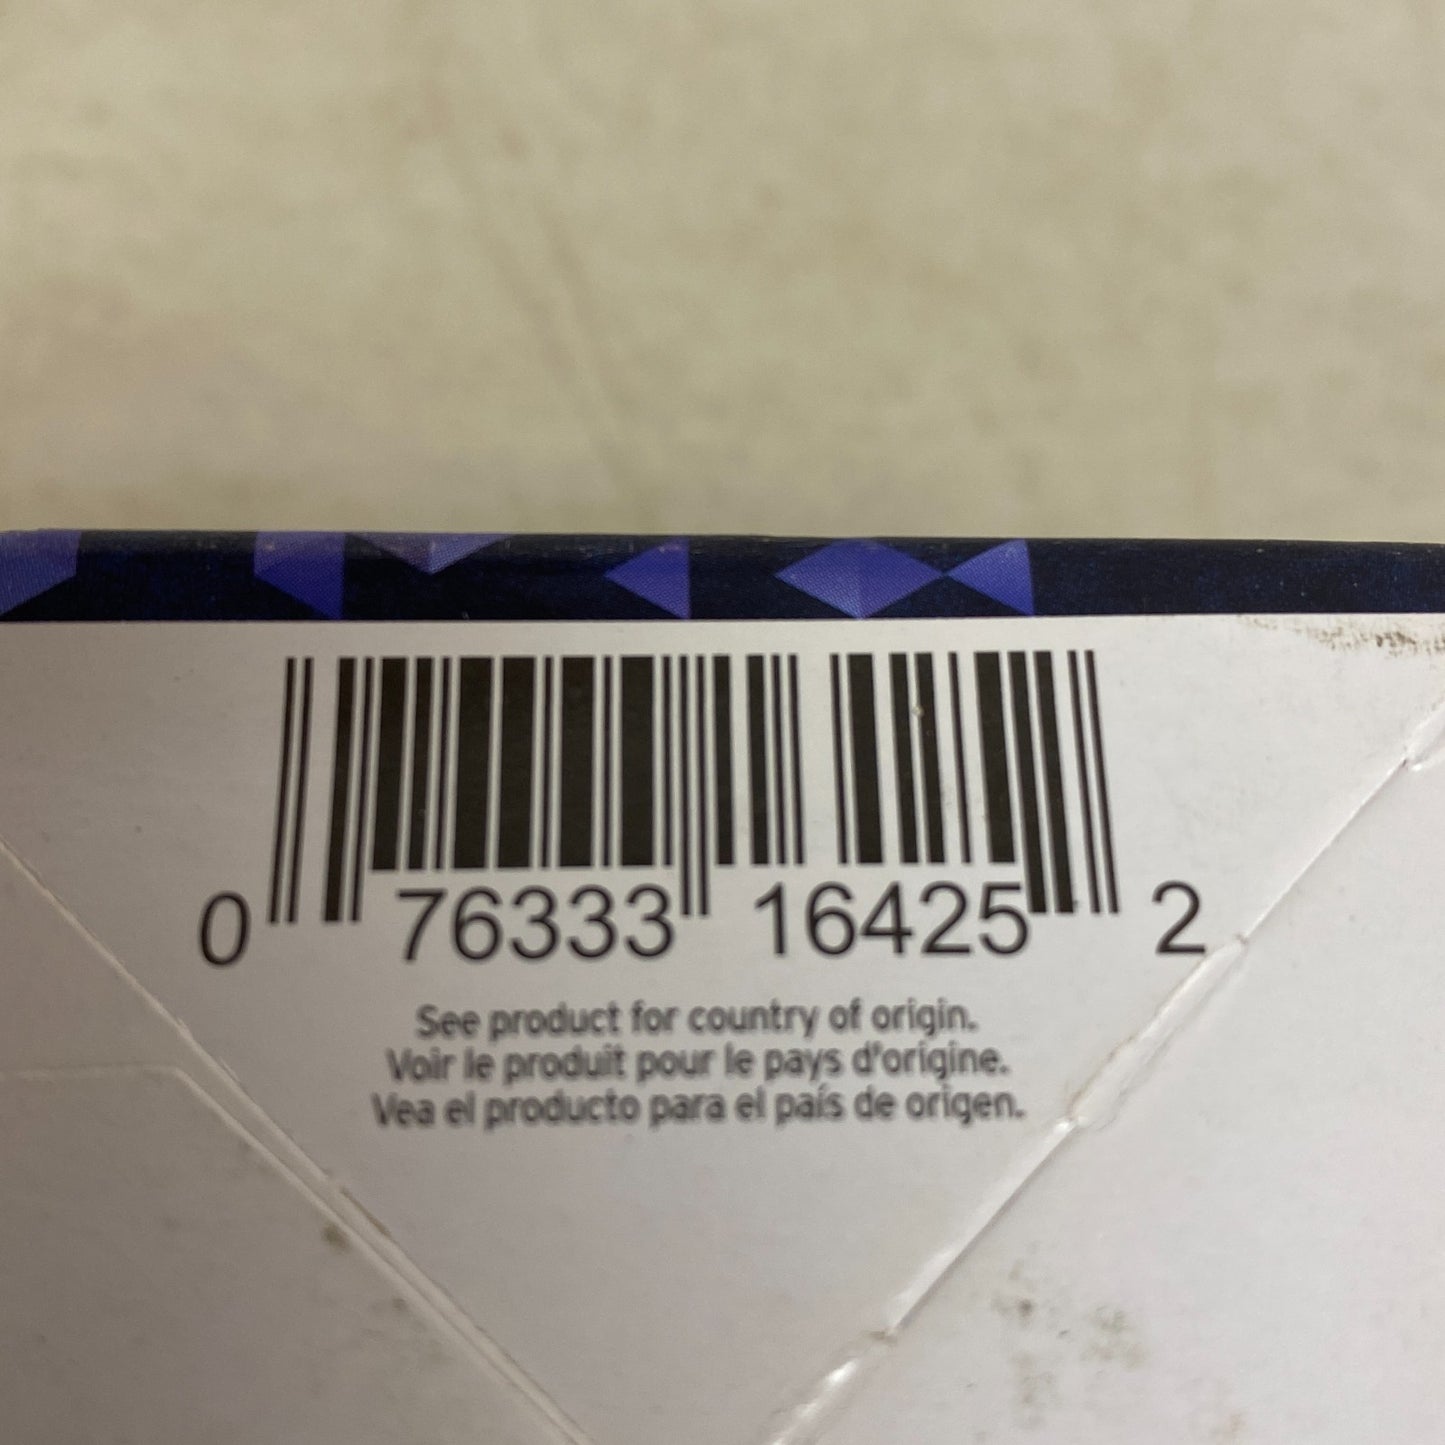 0 76333 16425 2
See product for country of origin.
Voir le produit pour le pays d'origine.
Vea el producto para el país de origen.